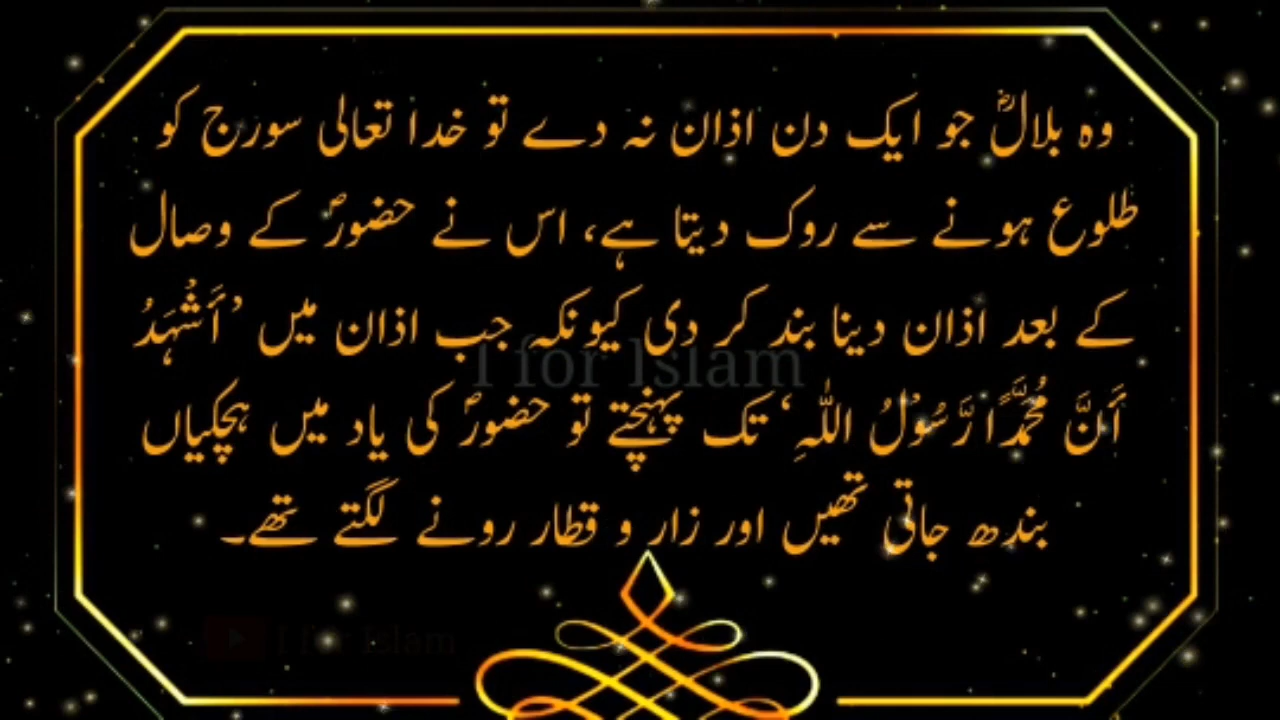 وہ بلالؓ جو ایک دن اذان نہ دے تو خدا تعالی سورج کو
طلوع ہونے سے روک دیتا ہے، اس نے حضورؐ کے وصال
کے بعد اذان دینا بند کر دی کیونکہ جب اذان میں ’أَشْہَدُ
أَنَّ مُحَمَّدًا رَّسُوْلُ اللّٰہِ‘ تک پہنچتے تو حضورؐ کی یاد میں ہچکیاں
بندھ جاتی تھیں اور زار و قطار رونے لگتے تھے۔
I for Islam
I for Islam